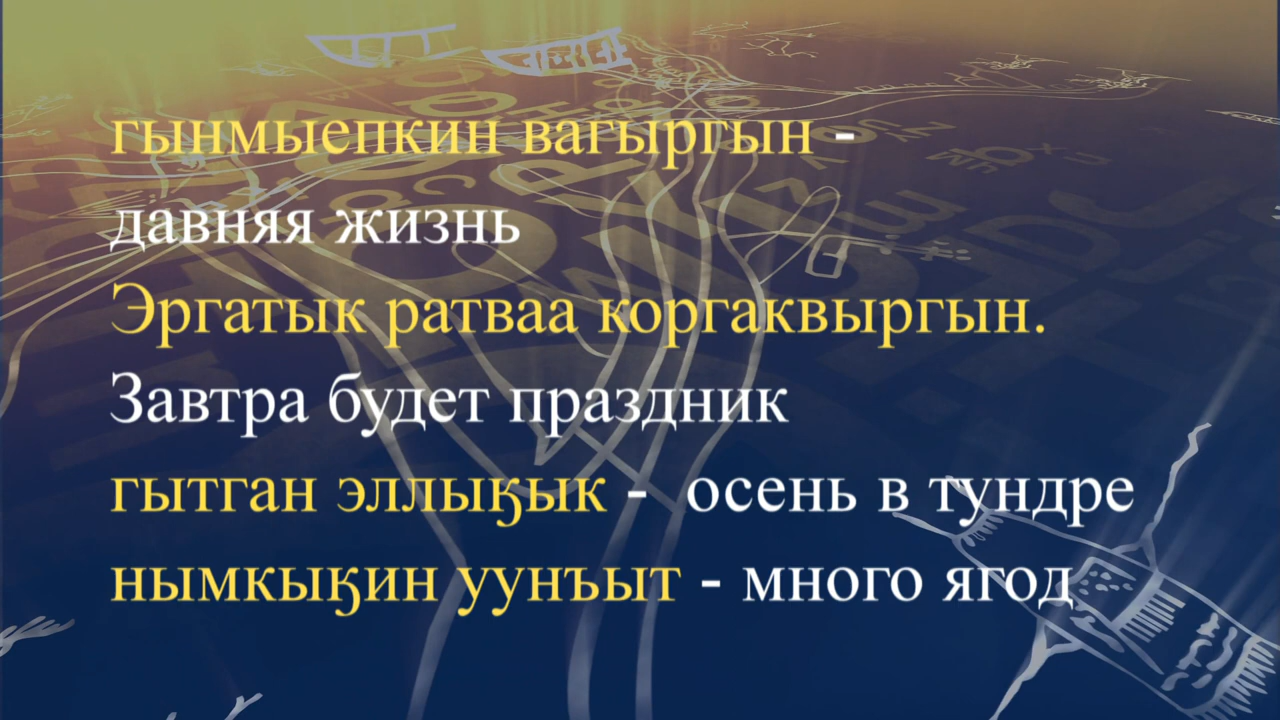 гынмыепкин вагыргын -
давняя жизнь
Эргатык ратваа коргаквыргын.
Завтра будет праздник
гытган эллыӄык - осень в тундре
нымкыӄин уунъыт - много ягод